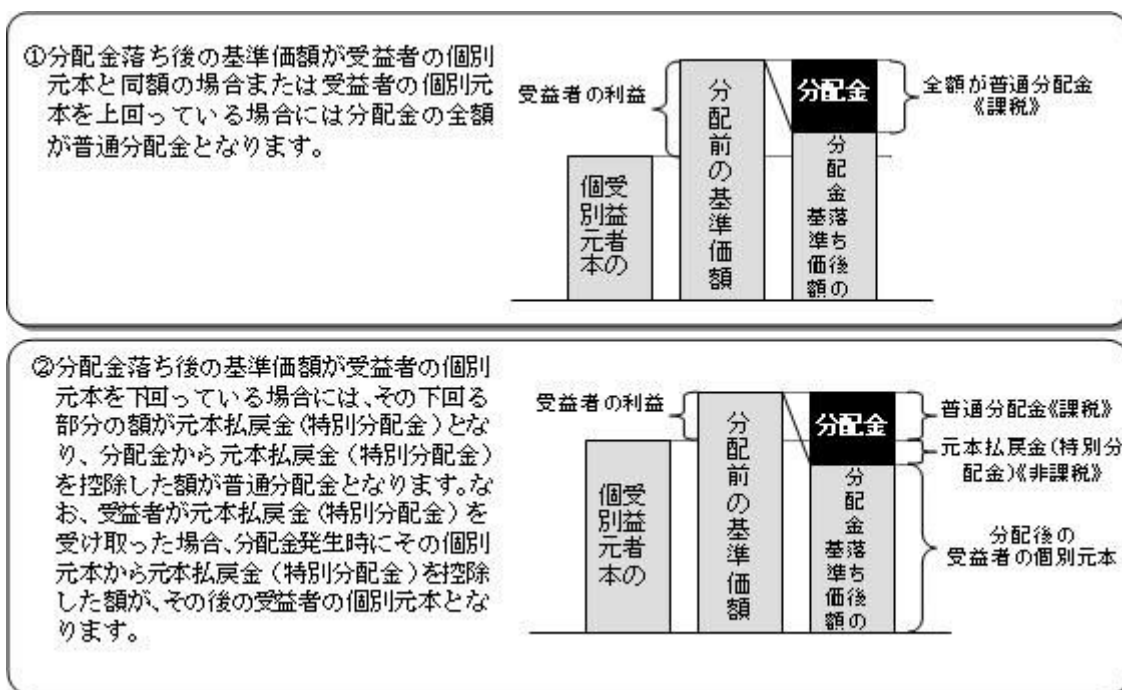 ①分配金落ち後の基準価額が受益者の個別
元本と同額の場合または受益者の個別元
本を上回っている場合には分配金の全額
が普通分配金となります。
受益者の利益
受益者の
個別元本
分配前の基準価額
分配金
分配金落ち後の
基準価額
全額が普通分配金
《課税》
②分配金落ち後の基準価額が受益者の個別
元本を下回っている場合には、その下回る
部分の額が元本払戻金(特別分配金)とな
り、分配金から元本払戻金(特別分配金)
を控除した額が普通分配金となります。な
お、受益者が元本払戻金(特別分配金)を
受け取った場合、分配金発生時にその個別
元本から元本払戻金(特別分配金)を控除
した額が、その後の受益者の個別元本とな
ります。
受益者の利益
受益者の
個別元本
分配前の基準価額
分配金
分配金落ち後の
基準価額
普通分配金《課税》
元本払戻金(特別分
配金)《非課税》
分配後の
受益者の個別元本